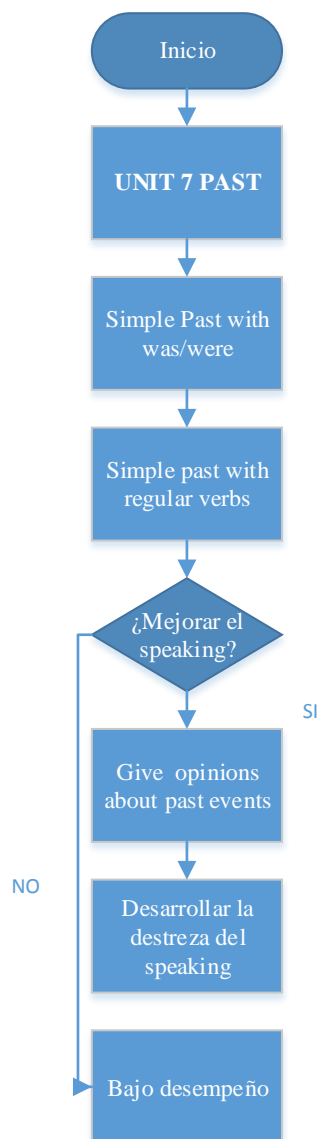 Inicio
UNIT 7 PAST
Simple Past with
was/were
Simple past with
regular verbs
¿Mejorar el
speaking?
SI
Give opinions
about past events
NO
Desarrollar la
destreza del
speaking
Bajo desempeño